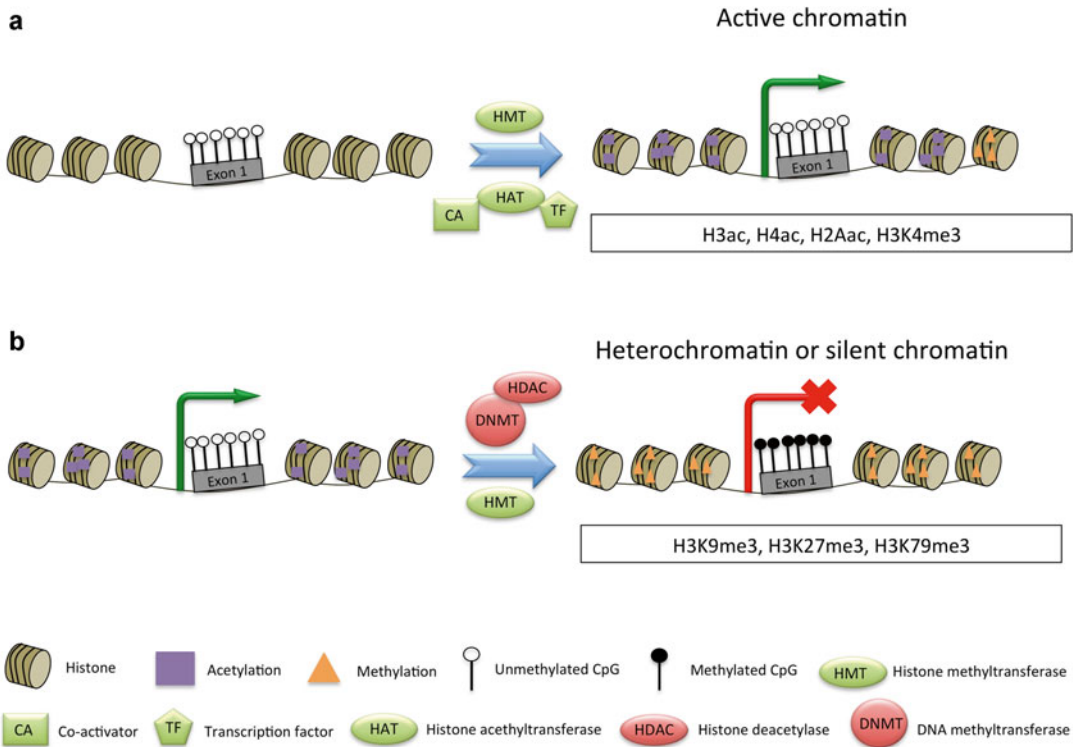 a
Active chromatin
HMT
Exon 1
Exon 1
CA
HAT
TF
H3ac, H4ac, H2Aac, H3K4me3
b
Heterochromatin or silent chromatin
HDAC
DNMT
Exon 1
Exon 1
HMT
H3K9me3, H3K27me3, H3K79me3
Histone
Acetylation
Methylation
Unmethylated CpG
Methylated CpG
HMT
Histone methyltransferase
CA
Co-activator
TF
Transcription factor
HAT
Histone acethyltransferase
HDAC
Histone deacetylase
DNMT
DNA methyltransferase